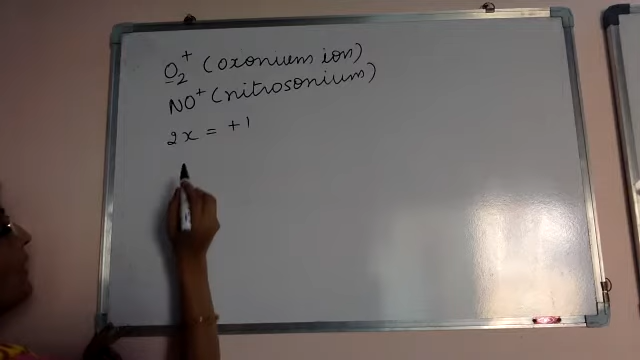 O₂⁺ (oxonium ion)
NO⁺ (nitrosonium)
2x = +1